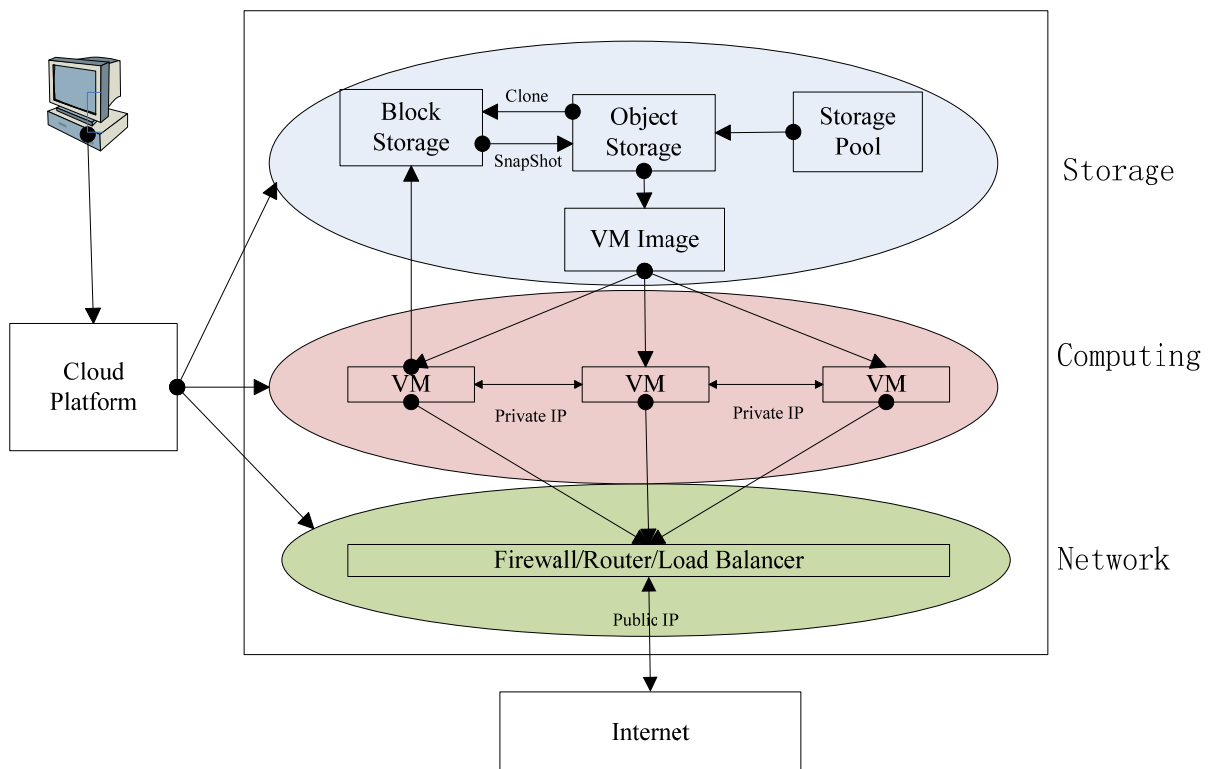 Block
Storage
Clone
SnapShot
Object
Storage
Storage
Pool
Storage
VM Image
Cloud
Platform
Computing
VM
VM
VM
Private IP
Private IP
Firewall/Router/Load Balancer
Network
Public IP
Internet